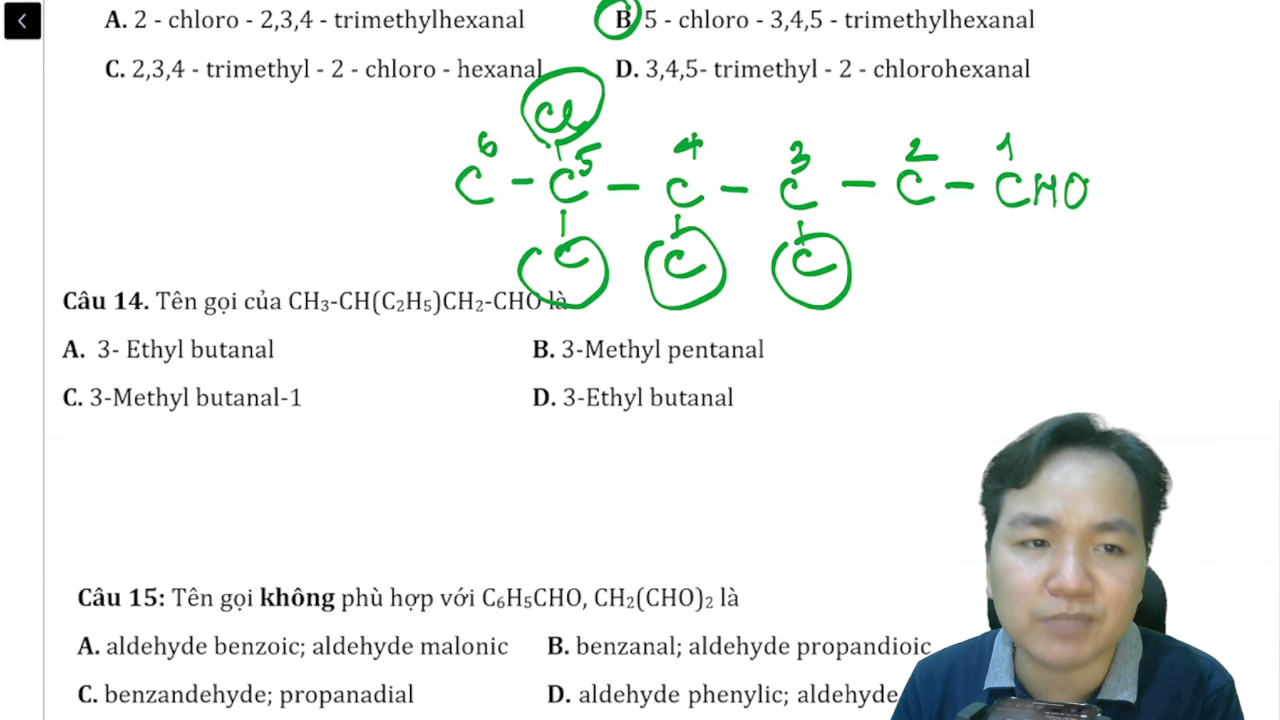 A. 2 - chloro - 2,3,4 - trimethylhexanal B. 5 - chloro - 3,4,5 - trimethylhexanal
C. 2,3,4 - trimethyl - 2 - chloro - hexanal D. 3,4,5- trimethyl - 2 - chlorohexanal
Cl
6 5 4 3 2 1
C - C - C - C - C - CHO
C C C
Câu 14. Tên gọi của CH₃-CH(C₂H₅)CH₂-CHO là
A. 3- Ethyl butanal B. 3-Methyl pentanal
C. 3-Methyl butanal-1 D. 3-Ethyl butanal
Câu 15: Tên gọi không phù hợp với C₆H₅CHO, CH₂(CHO)₂ là
A. aldehyde benzoic; aldehyde malonic B. benzanal; aldehyde propandioic
C. benzandehyde; propanadial D. aldehyde phenylic; aldehyde